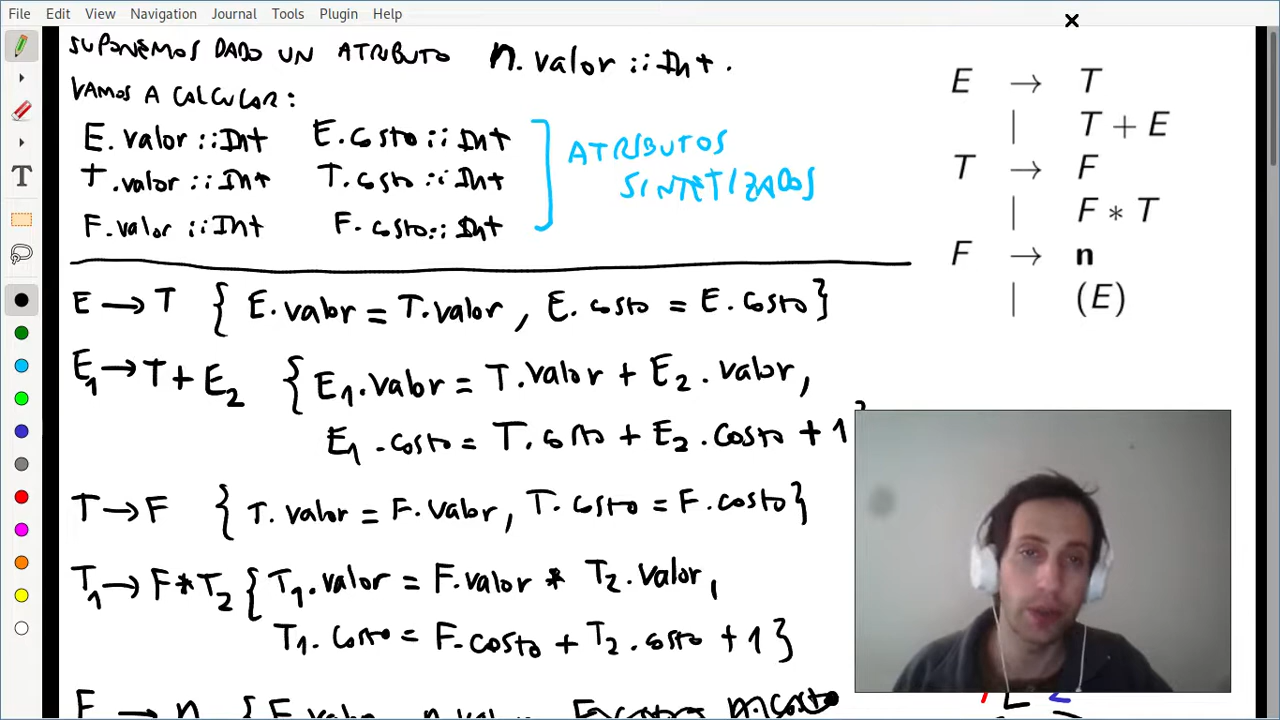 File Edit View Navigation Journal Tools Plugin Help
SUPONEMOS DADO UN ATRIBUTO n.valor :: Int.
VAMOS A CALCULAR:
E.valor :: Int E.costo :: Int
T.valor :: Int T.costo :: Int
F.valor :: Int F.costo :: Int
ATRIBUTOS
SINTETIZADOS
E → T
| T + E
T → F
| F * T
F → n
| (E)
E → T { E.valor = T.valor, E.costo = E.costo }
E1 → T + E2 { E1.valor = T.valor + E2.valor,
E1.costo = T.costo + E2.costo + 1
T → F { T.valor = F.valor, T.costo = F.costo }
T1 → F * T2 { T1.valor = F.valor * T2.valor,
T1.costo = F.costo + T2.costo + 1 }
F → n { F.valor n.valor